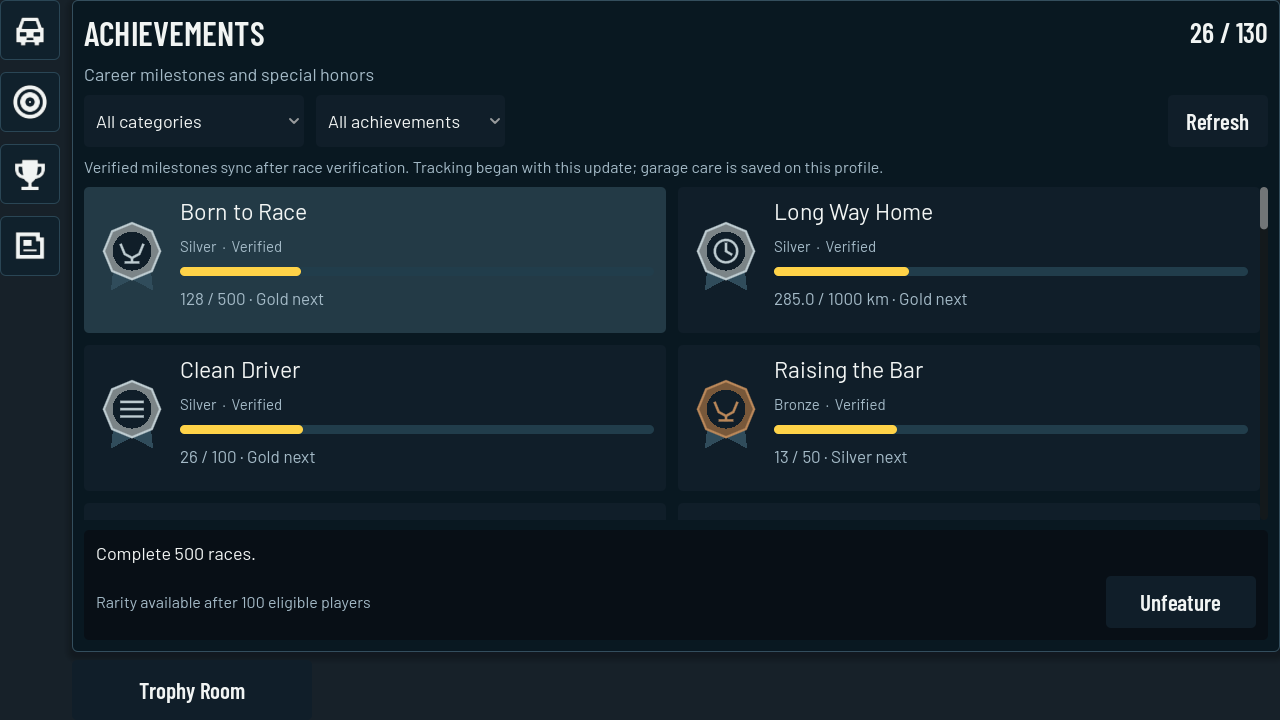 ACHIEVEMENTS
26 / 130
Career milestones and special honors
All categories
All achievements
Refresh
Verified milestones sync after race verification. Tracking began with this update; garage care is saved on this profile.
Born to Race
Silver · Verified
128 / 500 · Gold next
Long Way Home
Silver · Verified
285.0 / 1000 km · Gold next
Clean Driver
Silver · Verified
26 / 100 · Gold next
Raising the Bar
Bronze · Verified
13 / 50 · Silver next
Complete 500 races.
Rarity available after 100 eligible players
Unfeature
Trophy Room